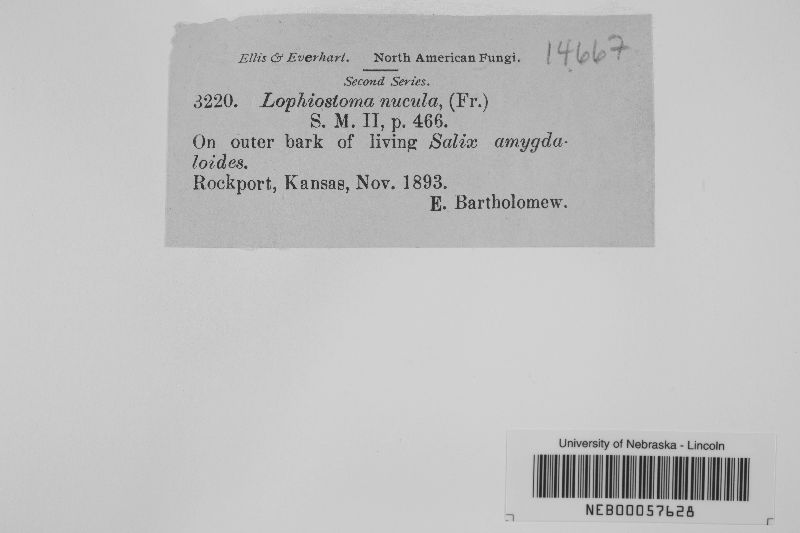 Ellis & Everhart. North American Fungi. 14667
Second Series.
3220. Lophiostoma nucula, (Fr.)
S. M. II, p. 466.
On outer bark of living Salix amygda-
loides.
Rockport, Kansas, Nov. 1893.
E. Bartholomew.
University of Nebraska - Lincoln
NEB00057628